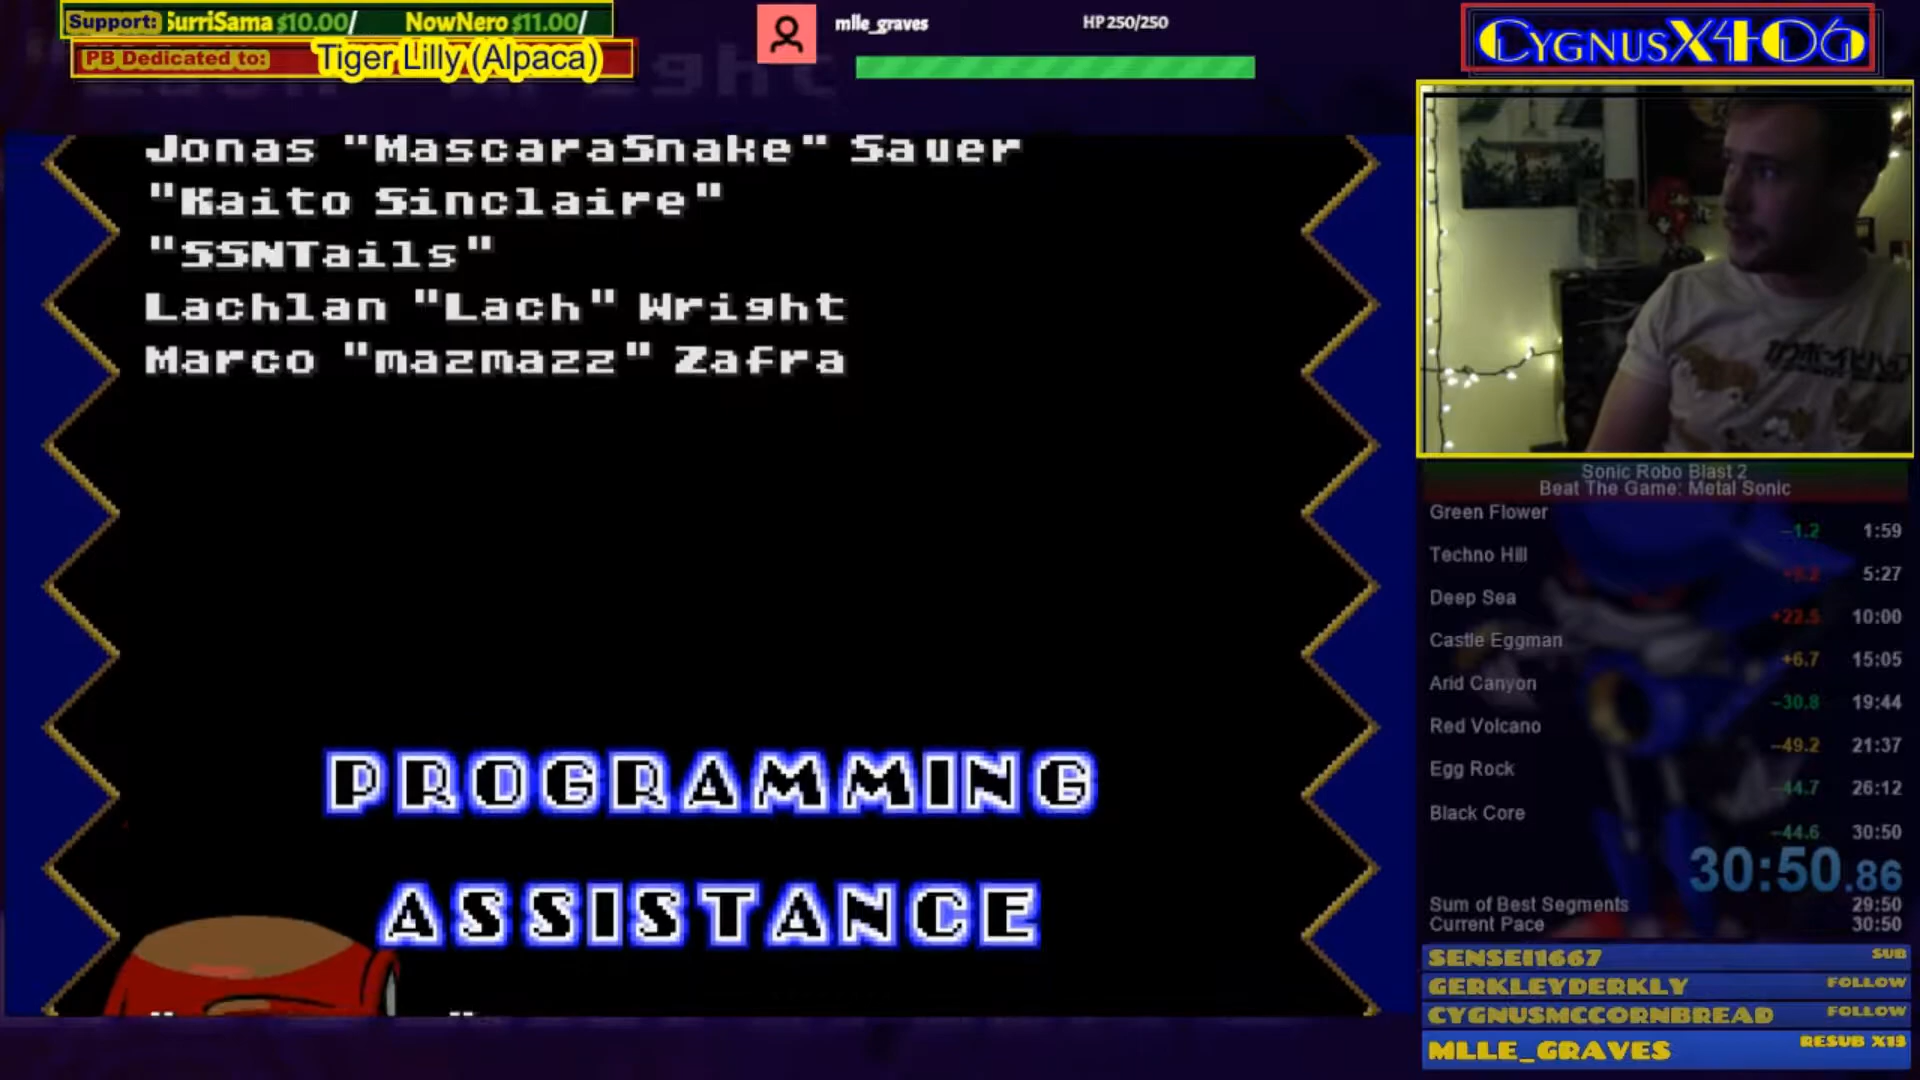 Support: SurriSama $10.00/ NowNero $11.00/
PB Dedicated to: Tiger Lilly (Alpaca)
mlle_graves HP 250/250
CYGNUSX4106
Jonas "MascaraSnake" Sauer
"Kaito Sinclaire"
"SSNTails"
Lachlan "Lach" Wright
Marco "mazmazz" Zafra
PROGRAMMING
ASSISTANCE
Sonic Robo Blast 2
Beat The Game: Metal Sonic
Green Flower -1.2 1:59
Techno Hill 5:27
Deep Sea +22.5 10:00
Castle Eggman +6.7 15:05
Arid Canyon -30.8 19:44
Red Volcano -49.2 21:37
Egg Rock -44.7 26:12
Black Core -44.6 30:50
30:50.86
Sum of Best Segments 29:50
Current Pace 30:50
SENSEI1667 SUB
GERKLEYDERKLY FOLLOW
CYGNUSMCCORNBREAD FOLLOW
MLLE_GRAVES RESUB X13